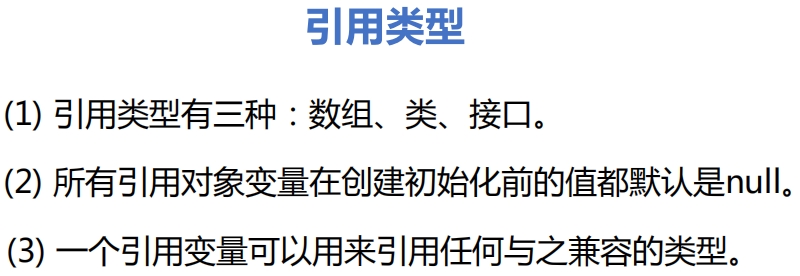 引用类型
(1) 引用类型有三种：数组、类、接口。
(2) 所有引用对象变量在创建初始化前的值都默认是null。
(3) 一个引用变量可以用来引用任何与之兼容的类型。